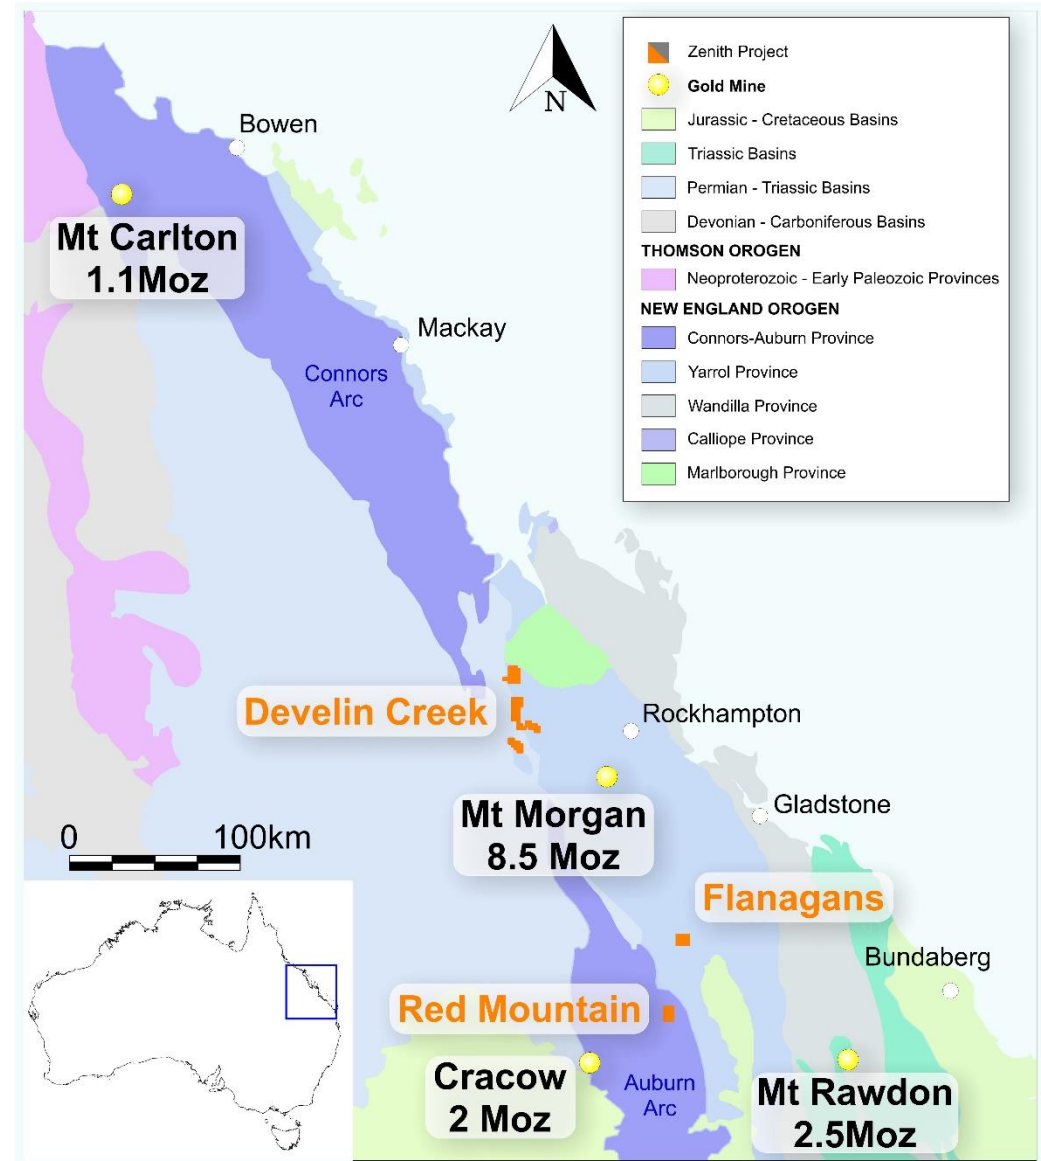 Bowen
Mt Carlton
1.1Moz
Mackay
Connors
Arc
N
Zenith Project
Gold Mine
Jurassic - Cretaceous Basins
Triassic Basins
Permian - Triassic Basins
Devonian - Carboniferous Basins
THOMSON OROGEN
Neoproterozoic - Early Paleozoic Provinces
NEW ENGLAND OROGEN
Connors-Auburn Province
Yarrol Province
Wandilla Province
Calliope Province
Marlborough Province
Develin Creek
Rockhampton
Mt Morgan
8.5 Moz
Gladstone
0 100km
Flanagans
Bundaberg
Red Mountain
Cracow
2 Moz
Auburn
Arc
Mt Rawdon
2.5Moz